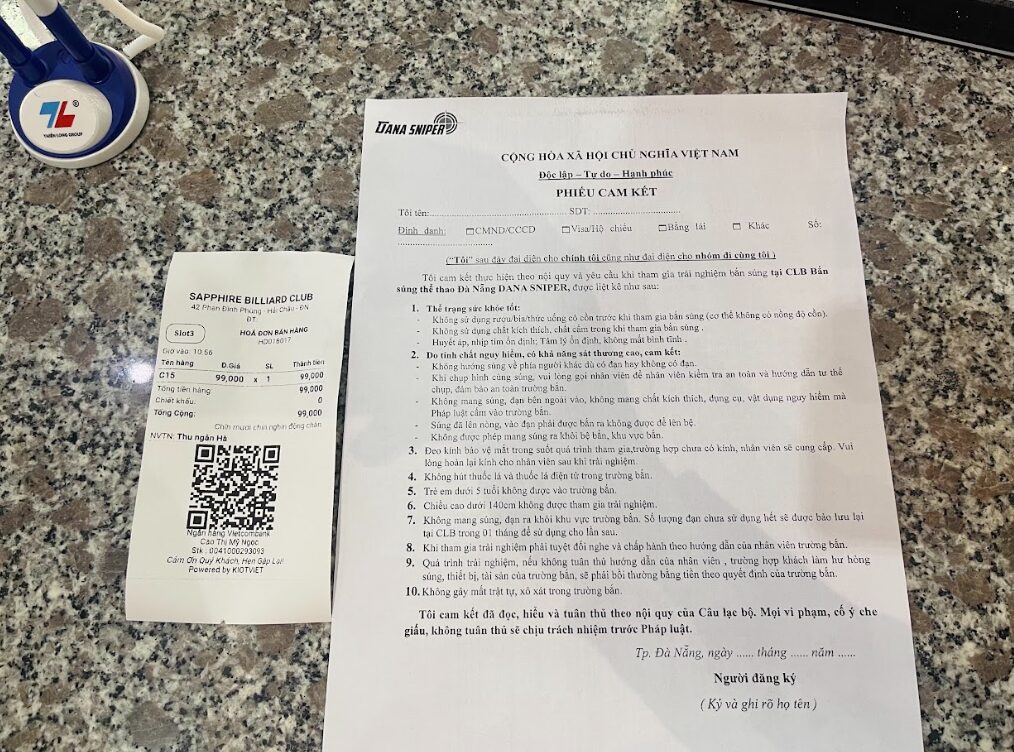 TL®
THIÊN LONG GROUP
SAPPHIRE BILLIARD CLUB
42 Phan Đình Phùng - Hải Châu - ĐN
ĐT:
Slot3
HOÁ ĐƠN BÁN HÀNG
HD018017
Giờ vào: 10:56
Tên hàng Đ.Giá SL Thành tiền
C15 99,000 x 1 99,000
Tổng tiền hàng: 99,000
Chiết khấu: 0
Tổng Cộng: 99,000
Chín mươi chín nghìn đồng chẵn
NVTN: Thu ngân Hà
Ngân hàng Vietcombank
Cao Thị Mỹ Ngọc
Stk : 0041000293093
Cảm Ơn Quý Khách, Hẹn Gặp Lại!
Powered by KIOTVIET
DANA SNIPER
CỘNG HÒA XÃ HỘI CHỦ NGHĨA VIỆT NAM
Độc lập – Tự do – Hạnh phúc
PHIẾU CAM KẾT
Tôi tên:.................................................. SDT: ................................
Định danh: □CMND/CCCD □Visa/Hộ chiếu □Bằng lái □ Khác Số:
..................................
(“Tôi” sau đây đại diện cho chính tôi cũng như đại diện cho nhóm đi cùng tôi )
Tôi cam kết thực hiện theo nội quy và yêu cầu khi tham gia trải nghiệm bắn súng tại CLB Bắn
súng thể thao Đà Nẵng DANA SNIPER, được liệt kê như sau:
1. Thể trạng sức khỏe tốt:
- Không sử dụng rượu/bia/thức uống có cồn trước khi tham gia bắn súng (cơ thể không có nồng độ cồn).
- Không sử dụng chất kích thích, chất cấm trong khi tham gia bắn súng .
- Huyết áp, nhịp tim ổn định; Tâm lý ổn định, không mất bình tĩnh .
2. Do tính chất nguy hiểm, có khả năng sát thương cao, cam kết:
- Không hướng súng về phía người khác dù có đạn hay không có đạn.
- Khi chụp hình cùng súng, vui lòng gọi nhân viên để nhân viên kiểm tra an toàn và hướng dẫn tư thế
chụp, đảm bảo an toàn trường bắn.
- Không mang súng, đạn bên ngoài vào, không mang chất kích thích, dụng cụ, vật dụng nguy hiểm mà
Pháp luật cấm vào trường bắn.
- Súng đã lên nòng, vào đạn phải được bắn ra không được để lên bệ.
- Không được phép mang súng ra khỏi bệ bắn, khu vực bắn.
3. Đeo kính bảo vệ mắt trong suốt quá trình tham gia,trường hợp chưa có kính, nhân viên sẽ cung cấp. Vui
lòng hoàn lại kính cho nhân viên sau khi trải nghiệm.
4. Không hút thuốc lá và thuốc lá điện tử trong trường bắn.
5. Trẻ em dưới 5 tuổi không được vào trường bắn.
6. Chiều cao dưới 140cm không được tham gia trải nghiệm.
7. Không mang súng, đạn ra khỏi khu vực trường bắn. Số lượng đạn chưa sử dụng hết sẽ được bảo lưu lại
tại CLB trong 01 tháng để sử dụng cho lần sau.
8. Khi tham gia trải nghiệm phải tuyệt đối nghe và chấp hành theo hướng dẫn của nhân viên trường bắn.
9. Quá trình trải nghiệm, nếu không tuân thủ hướng dẫn của nhân viên , trường hợp khách làm hư hỏng
súng, thiết bị, tài sản của trường bắn, sẽ phải bồi thường bằng tiền theo quyết định của trường bắn.
10. Không gây mất trật tự, xô xát trong trường bắn.
Tôi cam kết đã đọc, hiểu và tuân thủ theo nội quy của Câu lạc bộ. Mọi vi phạm, cố ý che
giấu, không tuân thủ sẽ chịu trách nhiệm trước Pháp luật.
Tp. Đà Nẵng, ngày ...... tháng ...... năm ......
Người đăng ký
( Ký và ghi rõ họ tên )